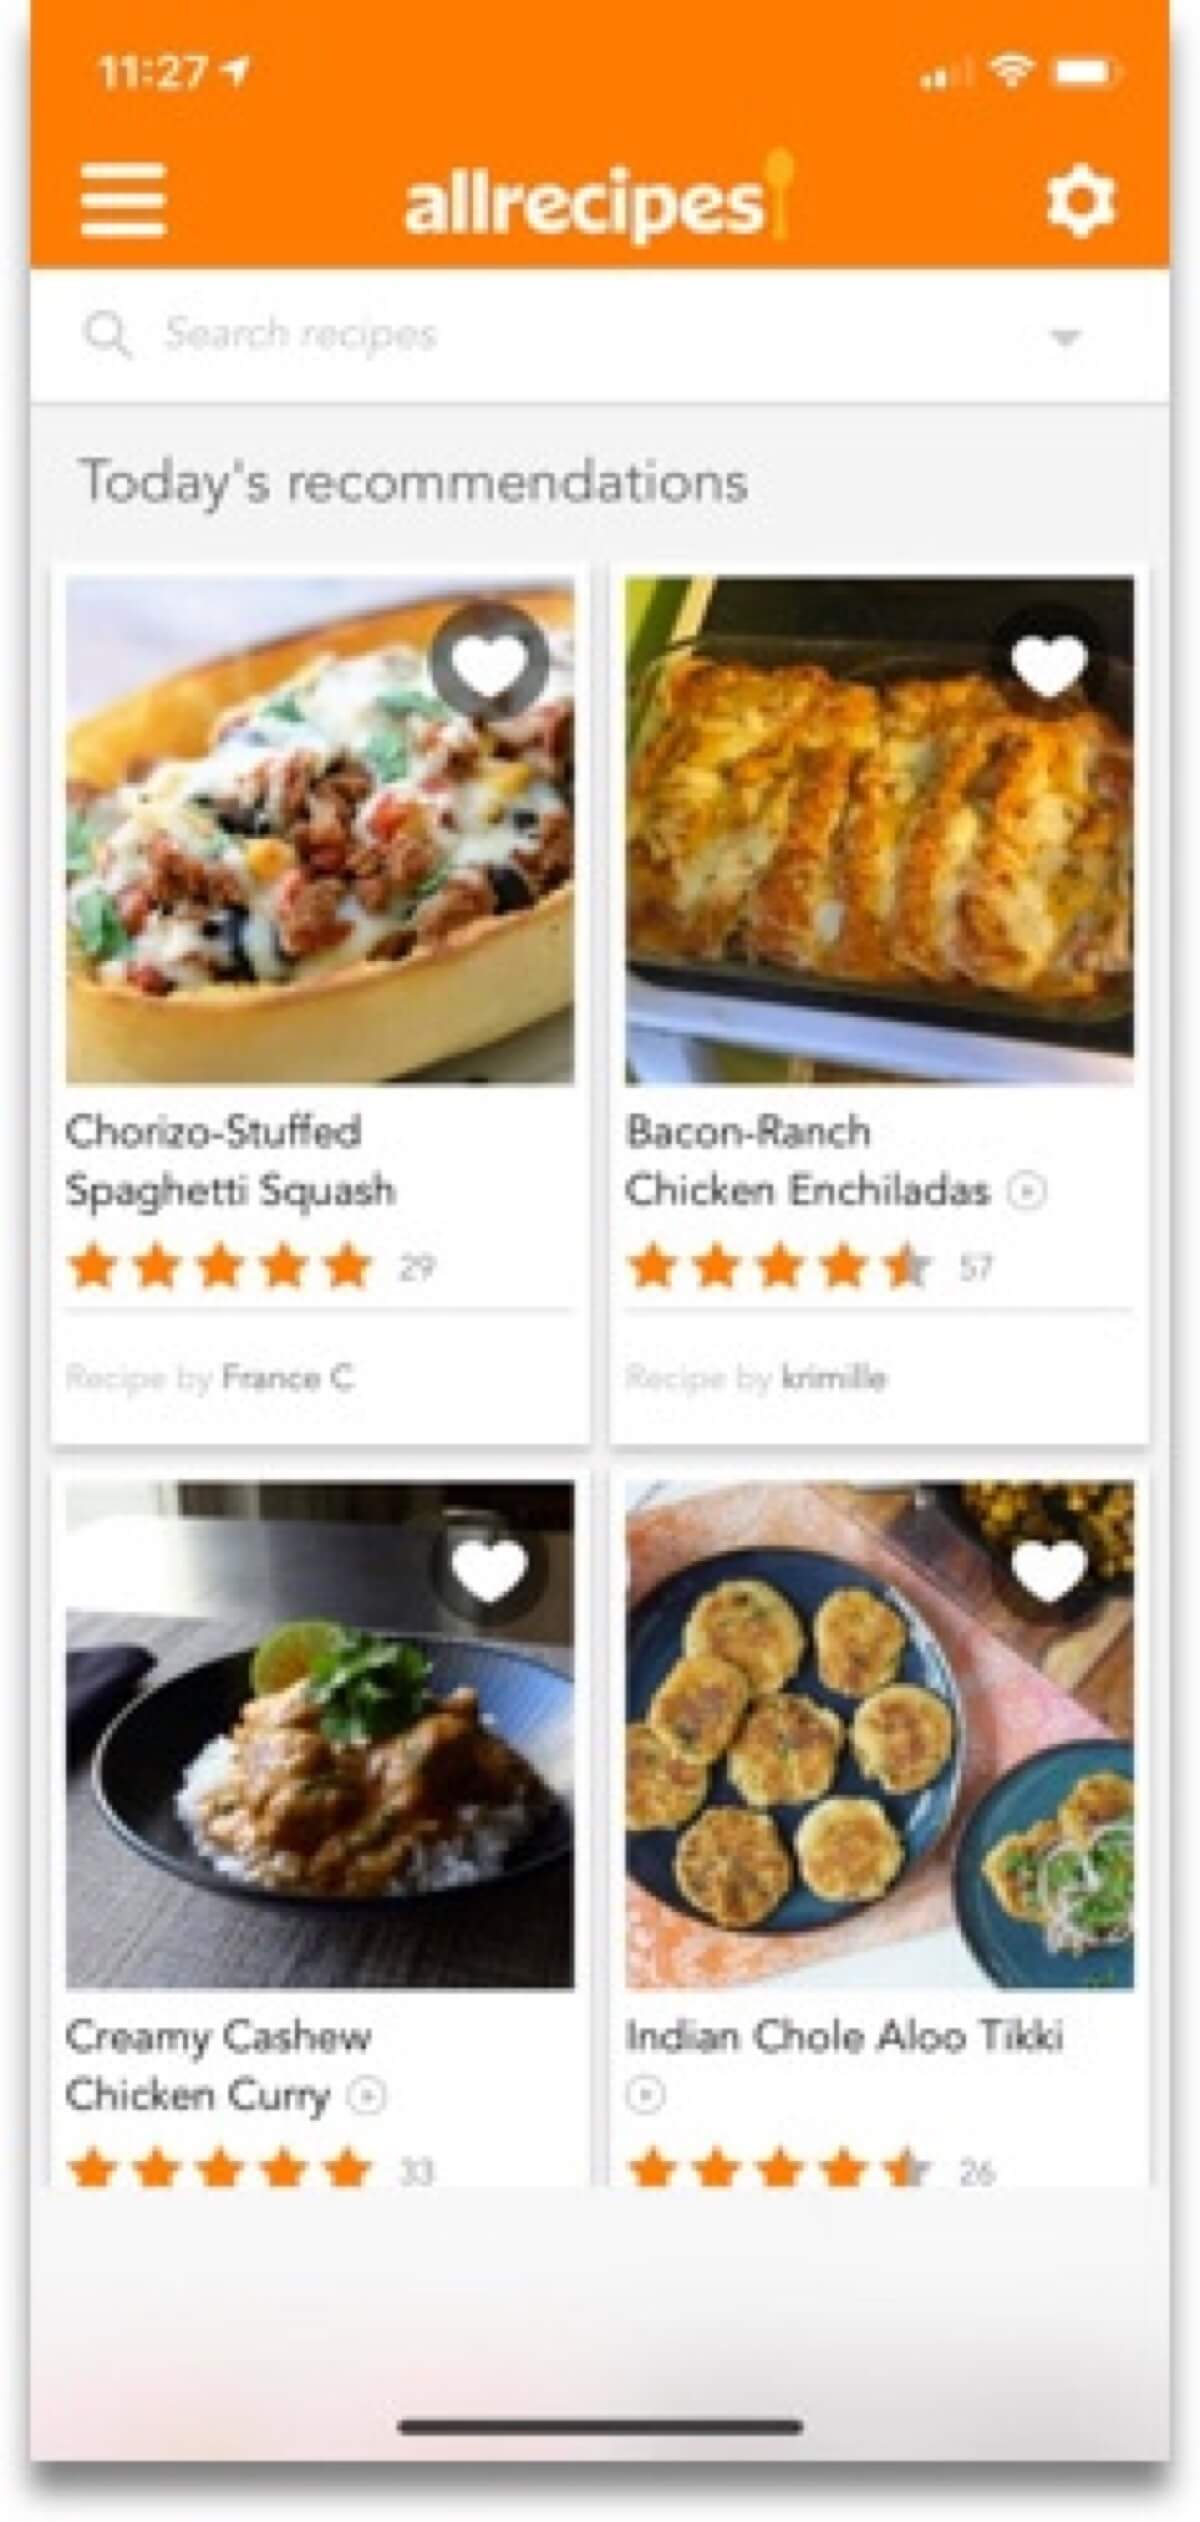 11:27
allrecipes
Search recipes
Today's recommendations
Chorizo-Stuffed
Spaghetti Squash
29
Recipe by France C
Bacon-Ranch
Chicken Enchiladas
57
Recipe by krimille
Creamy Cashew
Chicken Curry
33
Indian Chole Aloo Tikki
26